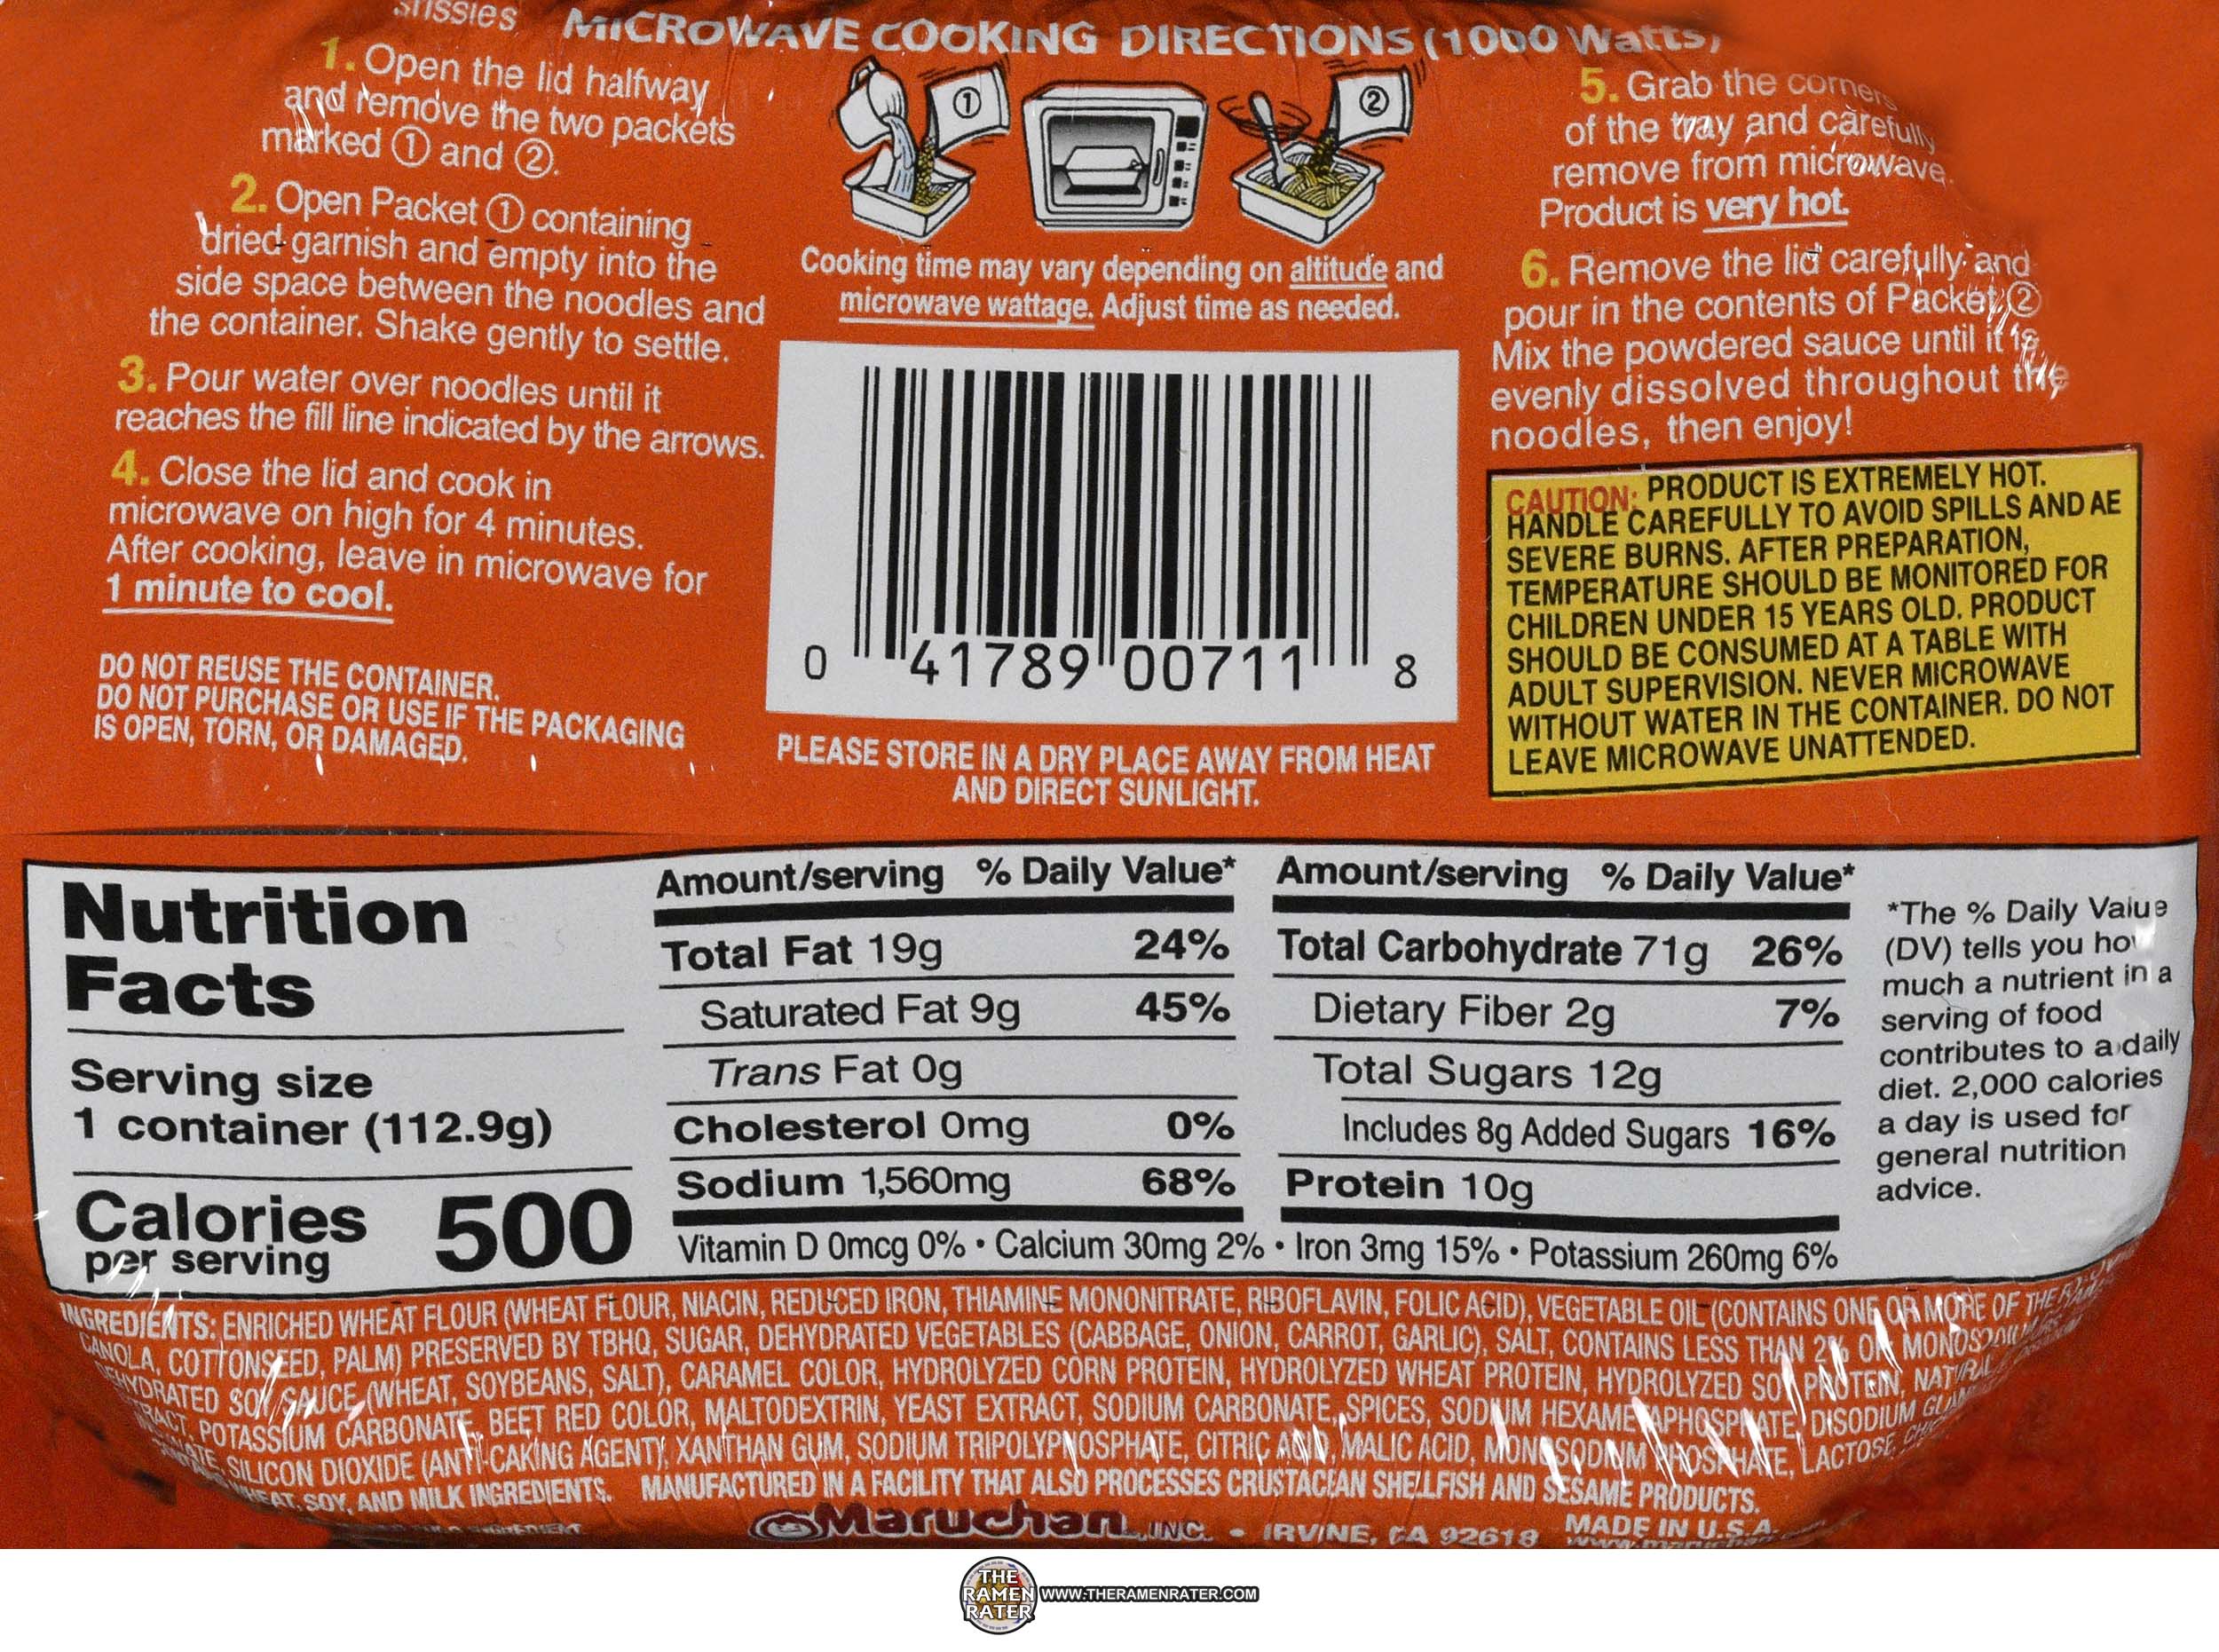 MICROWAVE COOKING DIRECTIONS (1000 Watts)
1. Open the lid halfway
and remove the two packets
marked ① and ②.
2. Open Packet ① containing
dried garnish and empty into the
side space between the noodles and
the container. Shake gently to settle.
3. Pour water over noodles until it
reaches the fill line indicated by the arrows.
4. Close the lid and cook in
microwave on high for 4 minutes.
After cooking, leave in microwave for
1 minute to cool.
DO NOT REUSE THE CONTAINER.
DO NOT PURCHASE OR USE IF THE PACKAGING
IS OPEN, TORN, OR DAMAGED.
①
②
Cooking time may vary depending on altitude and
microwave wattage. Adjust time as needed.
0 41789 00711 8
PLEASE STORE IN A DRY PLACE AWAY FROM HEAT
AND DIRECT SUNLIGHT.
5. Grab the corners
of the tray and carefully
remove from microwave.
Product is very hot.
6. Remove the lid carefully and
pour in the contents of Packet ②
Mix the powdered sauce until it is
evenly dissolved throughout the
noodles, then enjoy!
CAUTION: PRODUCT IS EXTREMELY HOT.
HANDLE CAREFULLY TO AVOID SPILLS AND AE
SEVERE BURNS. AFTER PREPARATION,
TEMPERATURE SHOULD BE MONITORED FOR
CHILDREN UNDER 15 YEARS OLD. PRODUCT
SHOULD BE CONSUMED AT A TABLE WITH
ADULT SUPERVISION. NEVER MICROWAVE
WITHOUT WATER IN THE CONTAINER. DO NOT
LEAVE MICROWAVE UNATTENDED.
Nutrition
Facts
Serving size
1 container (112.9g)
Calories 500
per serving
Amount/serving % Daily Value*
Total Fat 19g 24%
Saturated Fat 9g 45%
Trans Fat 0g
Cholesterol 0mg 0%
Sodium 1,560mg 68%
Amount/serving % Daily Value*
Total Carbohydrate 71g 26%
Dietary Fiber 2g 7%
Total Sugars 12g
Includes 8g Added Sugars 16%
Protein 10g
Vitamin D 0mcg 0% • Calcium 30mg 2% • Iron 3mg 15% • Potassium 260mg 6%
*The % Daily Value
(DV) tells you how
much a nutrient in a
serving of food
contributes to a daily
diet. 2,000 calories
a day is used for
general nutrition
advice.
INGREDIENTS: ENRICHED WHEAT FLOUR (WHEAT FLOUR, NIACIN, REDUCED IRON, THIAMINE MONONITRATE, RIBOFLAVIN, FOLIC ACID), VEGETABLE OIL (CONTAINS ONE OR MORE OF THE
CANOLA, COTTONSEED, PALM) PRESERVED BY TBHQ, SUGAR, DEHYDRATED VEGETABLES (CABBAGE, ONION, CARROT, GARLIC), SALT, CONTAINS LESS THAN 2% OF
SOY SAUCE (WHEAT, SOYBEANS, SALT), CARAMEL COLOR, HYDROLYZED CORN PROTEIN, HYDROLYZED WHEAT PROTEIN, HYDROLYZED SOY PROTEIN, NATURAL
POTASSIUM CARBONATE, BEET RED COLOR, MALTODEXTRIN, YEAST EXTRACT, SODIUM CARBONATE, SPICES, SODIUM HEXAMETAPHOSPHATE, DISODIUM
SILICON DIOXIDE (ANTI-CAKING AGENT), XANTHAN GUM, SODIUM TRIPOLYPHOSPHATE, CITRIC ACID, MALIC ACID, MONOSODIUM PHOSPHATE, LACTOSE,
WHEAT, SOY, AND MILK INGREDIENTS. MANUFACTURED IN A FACILITY THAT ALSO PROCESSES CRUSTACEAN SHELLFISH AND SESAME PRODUCTS.
Maruchan, INC. • IRVINE, CA 92618 MADE IN U.S.A.
THE
RAMEN
RATER
WWW.THERAMENRATER.COM